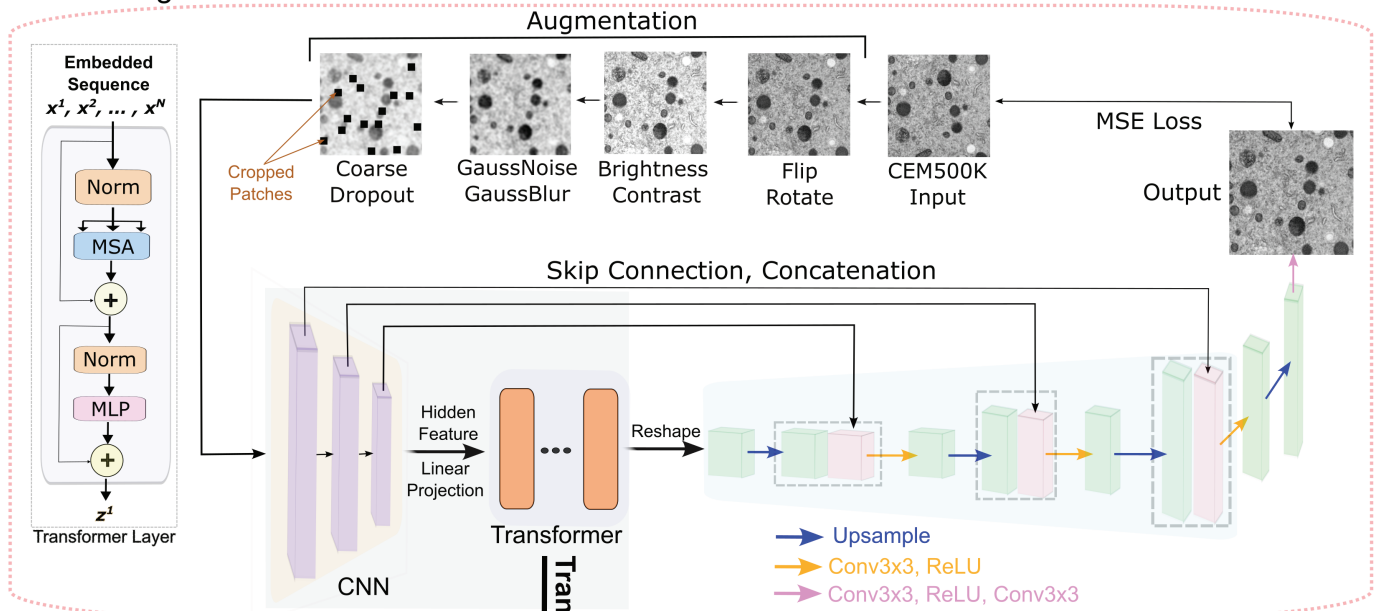 Augmentation
Embedded
Sequence
x¹, x², ... , xᴺ
Norm
MSA
+
Norm
MLP
+
z¹
Transformer Layer
Cropped
Patches
Coarse
Dropout
GaussNoise
GaussBlur
Brightness
Contrast
Flip
Rotate
CEM500K
Input
MSE Loss
Output
Skip Connection, Concatenation
Hidden
Feature
Linear
Projection
CNN
Transformer
Reshape
Upsample
Conv3x3, ReLU
Conv3x3, ReLU, Conv3x3